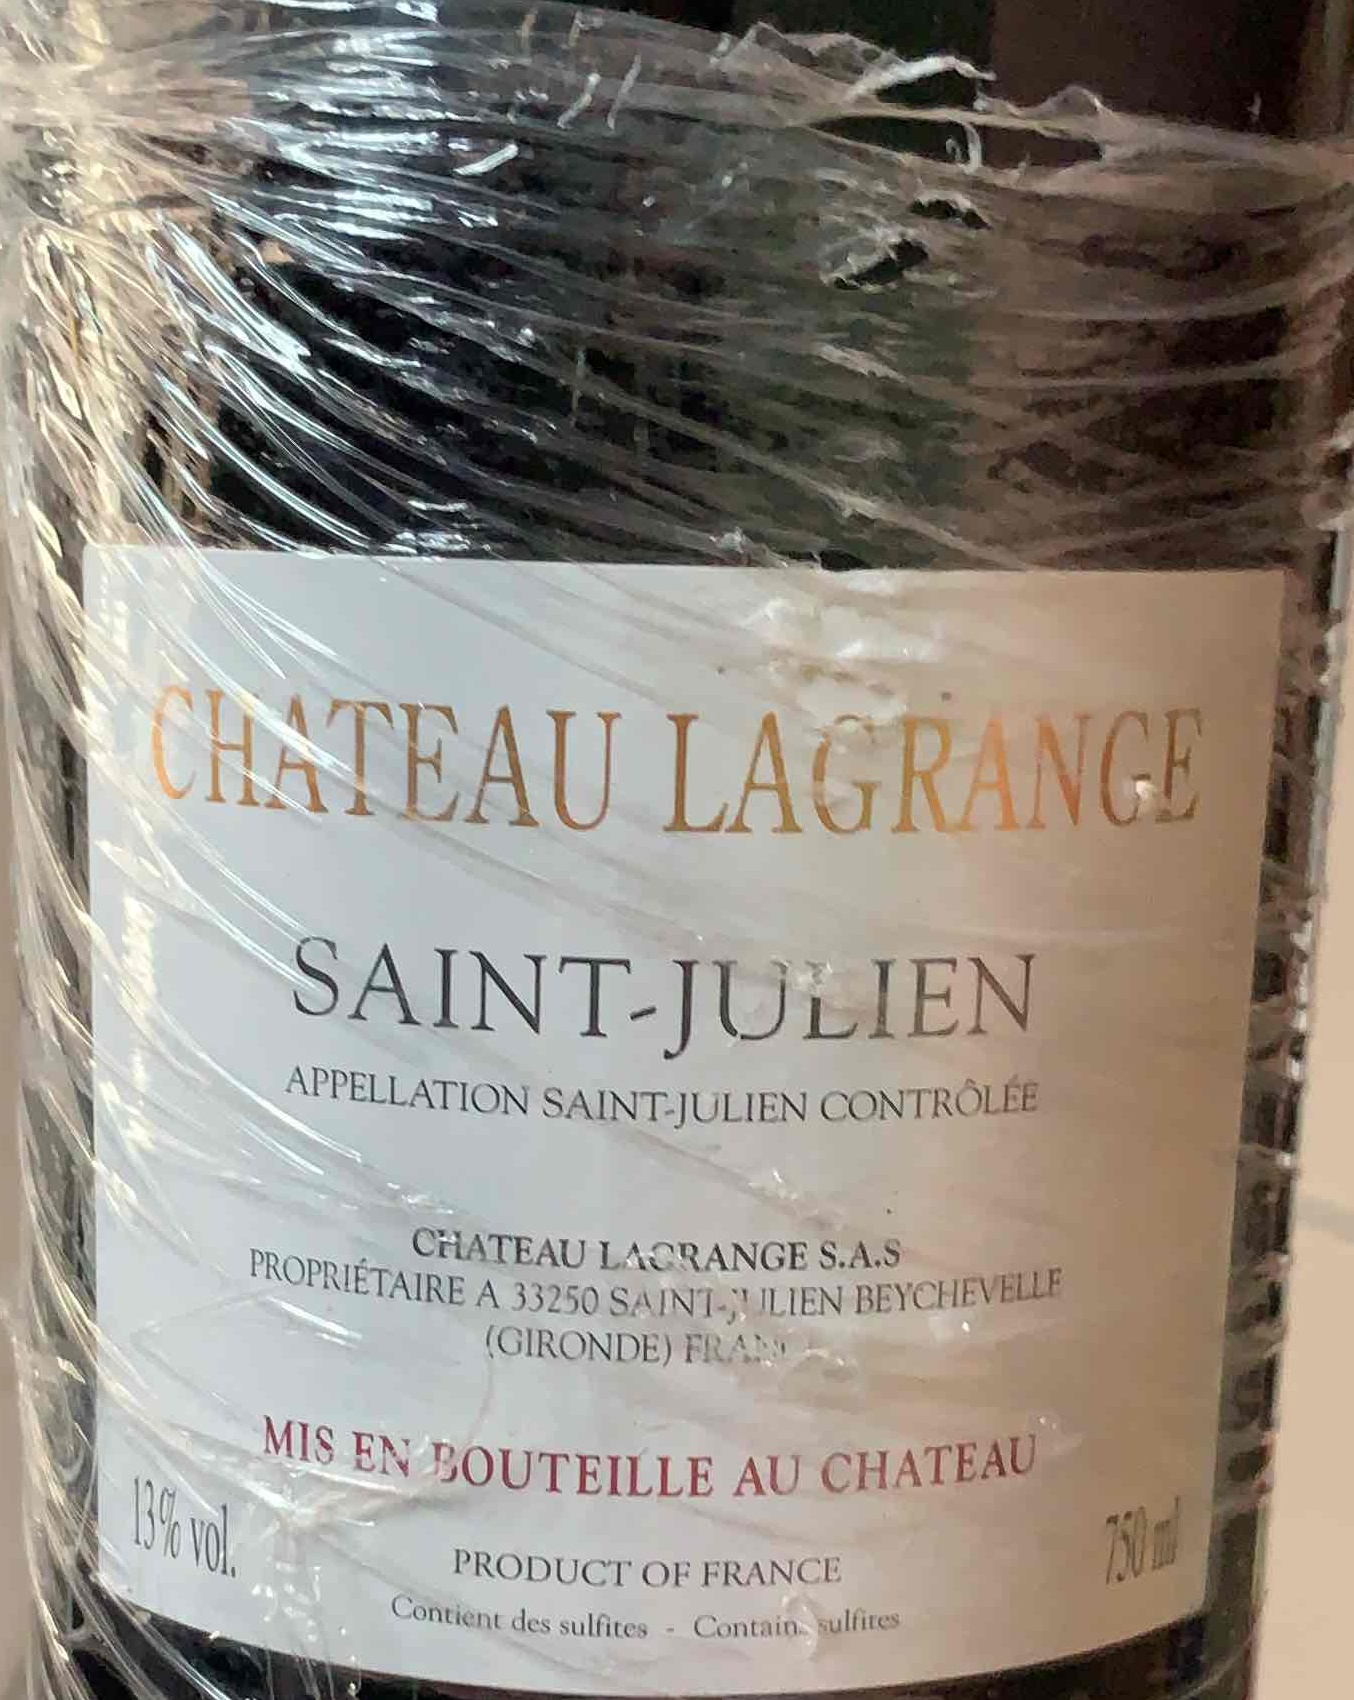 CHATEAU LAGRANGE
SAINT-JULIEN
APPELLATION SAINT-JULIEN CONTRÔLÉE
CHATEAU LAGRANGE S.A.S
PROPRIÉTAIRE A 33250 SAINT-JULIEN BEYCHEVELLE
(GIRONDE) FRANCE
MIS EN BOUTEILLE AU CHATEAU
13% vol.
750 ml
PRODUCT OF FRANCE
Contient des sulfites - Contains sulfites